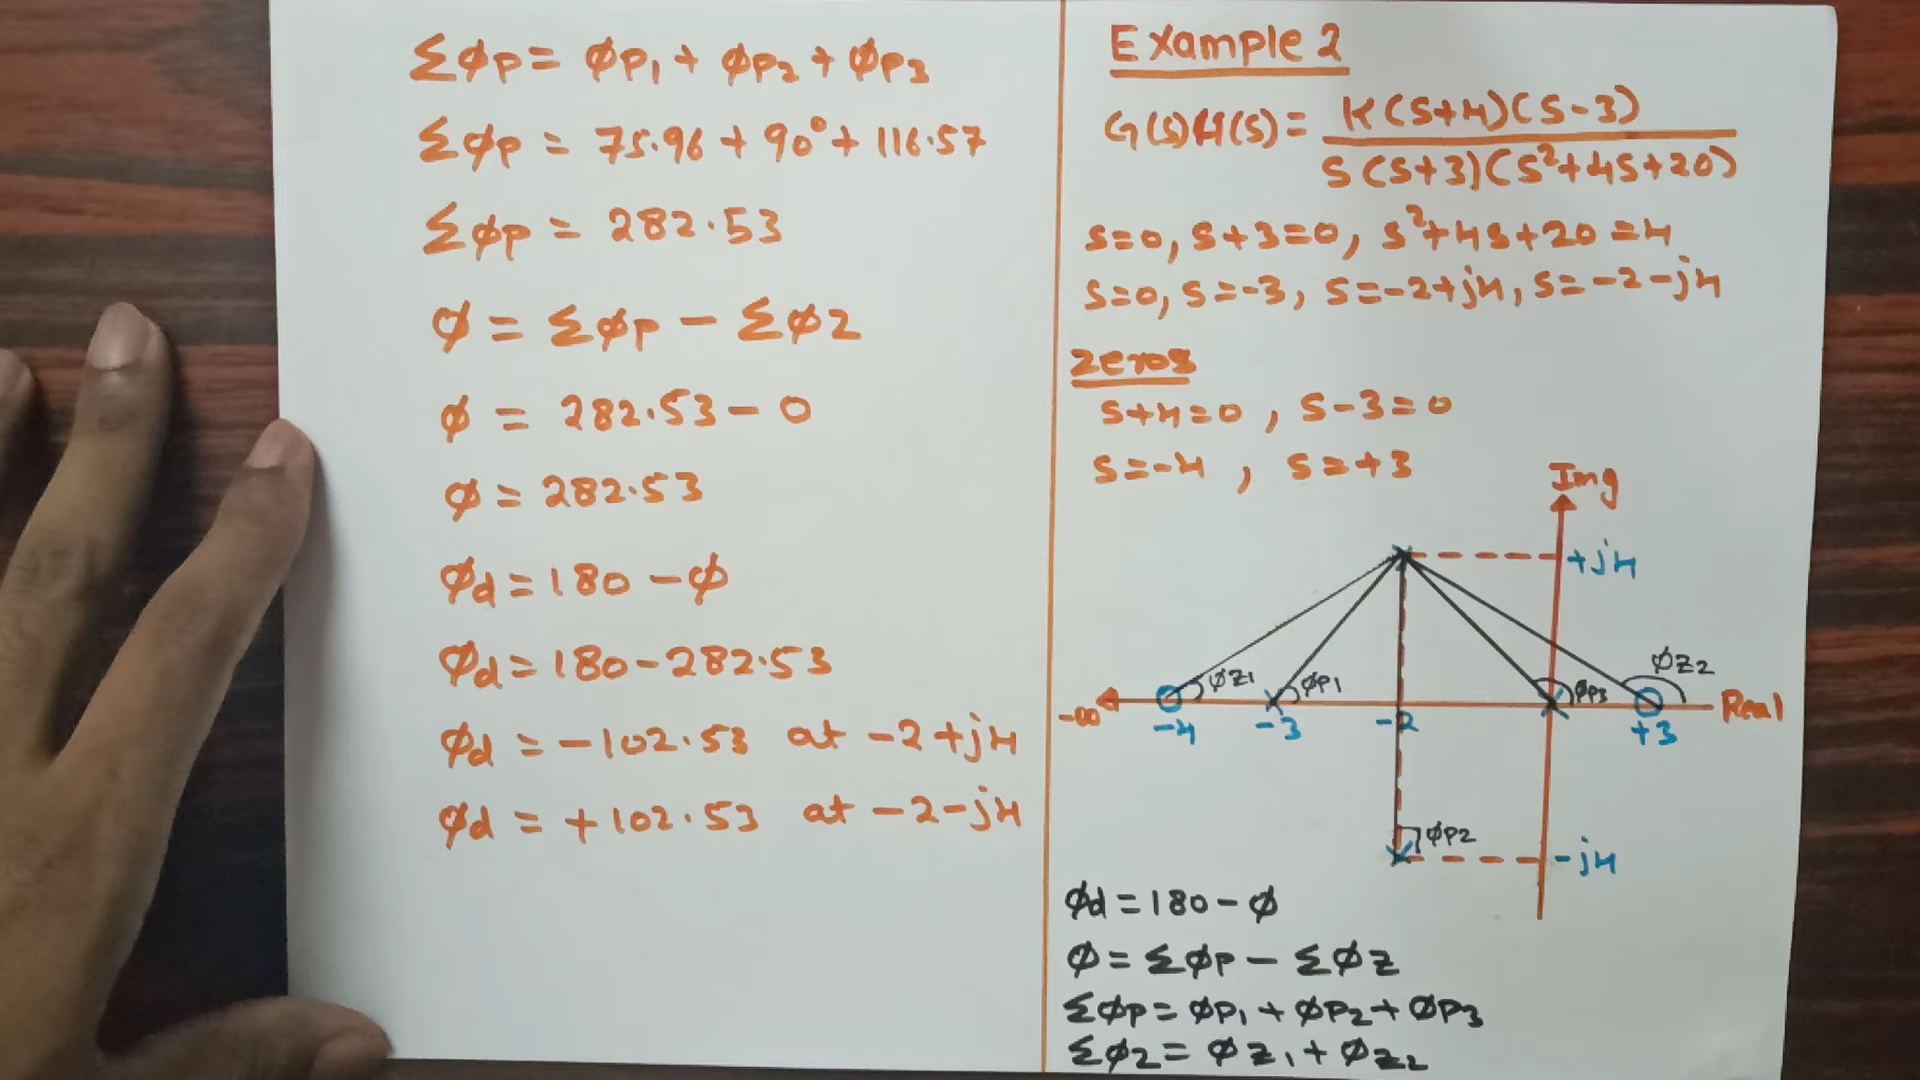 Σφp = φp₁ + φp₂ + φp₃
Σφp = 75.96 + 90° + 116.57
Σφp = 282.53
φ = Σφp − Σφz
φ = 282.53 − 0
φ = 282.53
φd = 180 − φ
φd = 180 − 282.53
φd = −102.53 at −2+j4
φd = +102.53 at −2−j4
Example 2
G(s)H(s) = K(s+4)(s−3)
s(s+3)(s²+4s+20)
s=0, s+3=0, s²+4s+20=4
s=0, s=−3, s=−2+j4, s=−2−j4
zeros
s+4=0, s−3=0
s=−4, s=+3
Img
+j4
φz₁
φp₁
φp₃
φz₂
−∞
−4
−3
−2
+3
Real
φp₂
−j4
φd = 180 − φ
φ = Σφp − Σφz
Σφp = φp₁ + φp₂ + φp₃
Σφz = φz₁ + φz₂